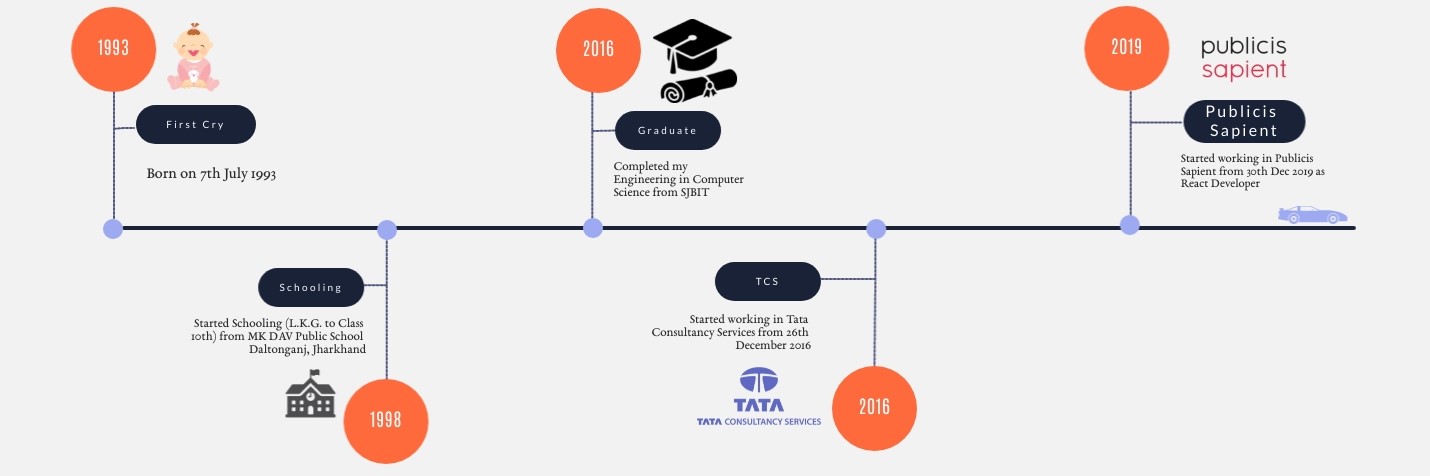 1993
First Cry
Born on 7th July 1993
Schooling
Started Schooling (L.K.G. to Class
10th) from MK DAV Public School
Daltonganj, Jharkhand
1998
2016
Graduate
Completed my
Engineering in Computer
Science from SJBIT
TCS
Started working in Tata
Consultancy Services from 26th
December 2016
TATA
TATA CONSULTANCY SERVICES
2016
2019
publicis
sapient
Publicis
Sapient
Started working in Publicis
Sapient from 30th Dec 2019 as
React Developer